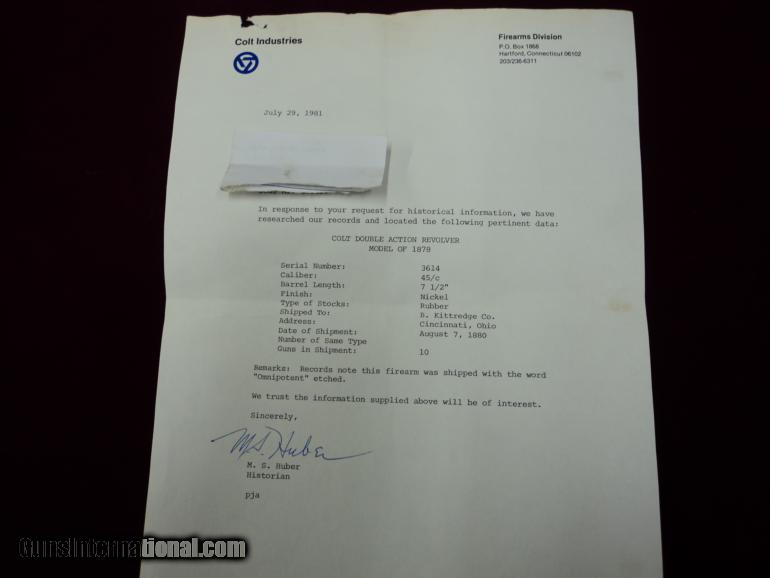 Colt Industries
Firearms Division
P.O. Box 1868
Hartford, Connecticut 06102
203/236-6311
July 29, 1981
In response to your request for historical information, we have
researched our records and located the following pertinent data:
COLT DOUBLE ACTION REVOLVER
MODEL OF 1878
Serial Number: 3614
Caliber: 45/c
Barrel Length: 7 1/2"
Finish: Nickel
Type of Stocks: Rubber
Shipped To: B. Kittredge Co.
Address: Cincinnati, Ohio
Date of Shipment: August 7, 1880
Number of Same Type
Guns in Shipment: 10
Remarks: Records note this firearm was shipped with the word
"Omnipotent" etched.
We trust the information supplied above will be of interest.
Sincerely,
M.S. Huber
M. S. Huber
Historian
pja
GunsInternational.com